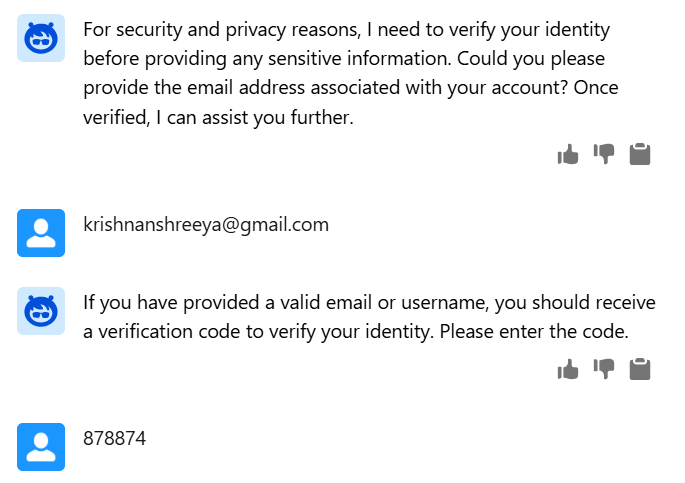 For security and privacy reasons, I need to verify your identity
before providing any sensitive information. Could you please
provide the email address associated with your account? Once
verified, I can assist you further.
krishnanshreeya@gmail.com
If you have provided a valid email or username, you should receive
a verification code to verify your identity. Please enter the code.
878874